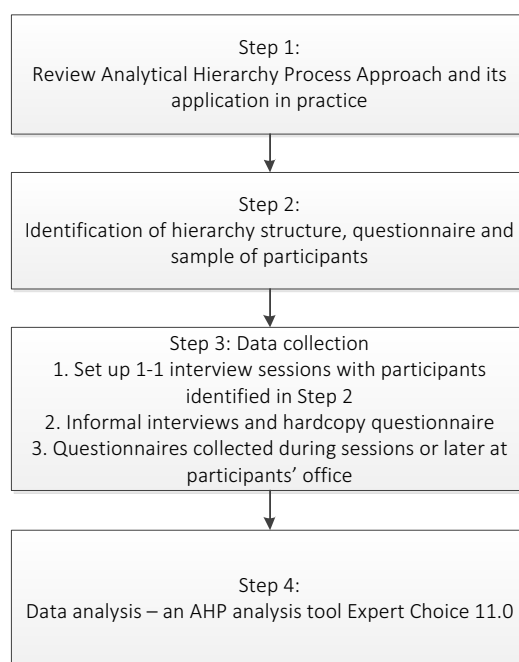 Step 1:
Review Analytical Hierarchy Process Approach and its
application in practice
Step 2:
Identification of hierarchy structure, questionnaire and
sample of participants
Step 3: Data collection
1. Set up 1-1 interview sessions with participants
identified in Step 2
2. Informal interviews and hardcopy questionnaire
3. Questionnaires collected during sessions or later at
participants’ office
Step 4:
Data analysis – an AHP analysis tool Expert Choice 11.0